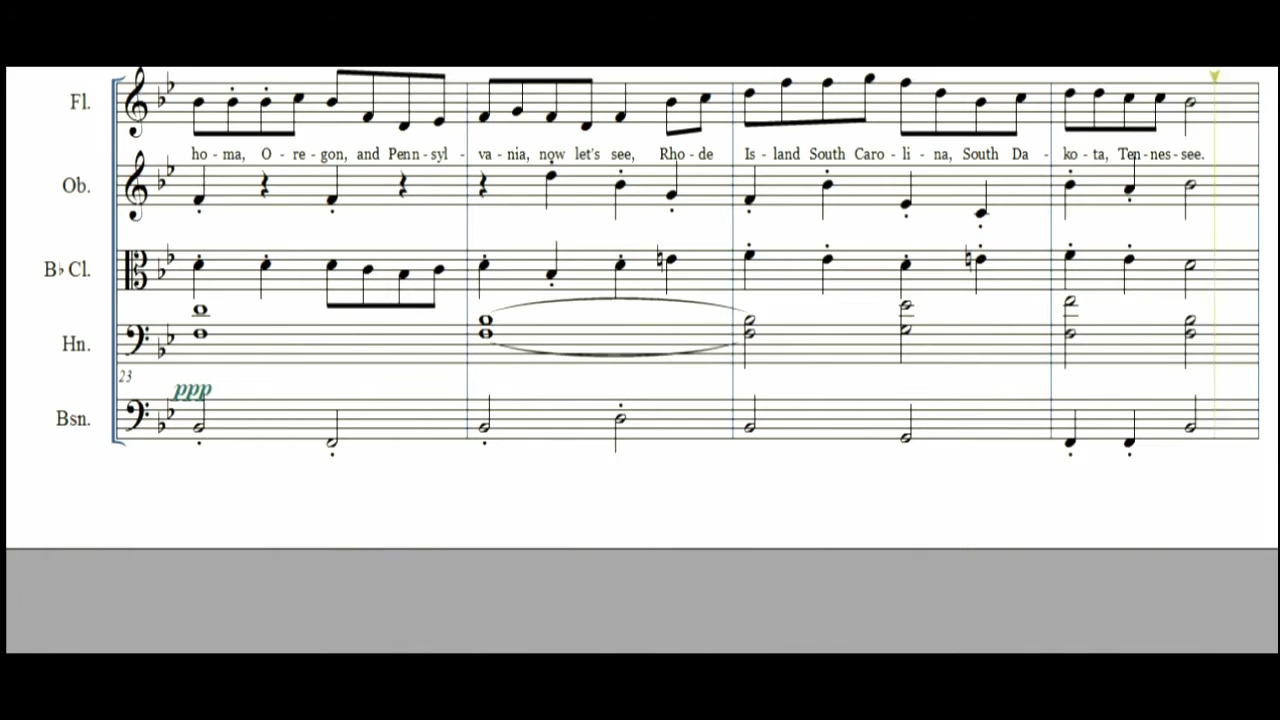 Fl.
ho - ma, O - re - gon, and Penn - syl - va - nia, now let's see, Rho - de Is - land South Caro - li - na, South Da - ko - ta, Ten - nes - see.
Ob.
B♭ Cl.
Hn.
23
ppp
Bsn.